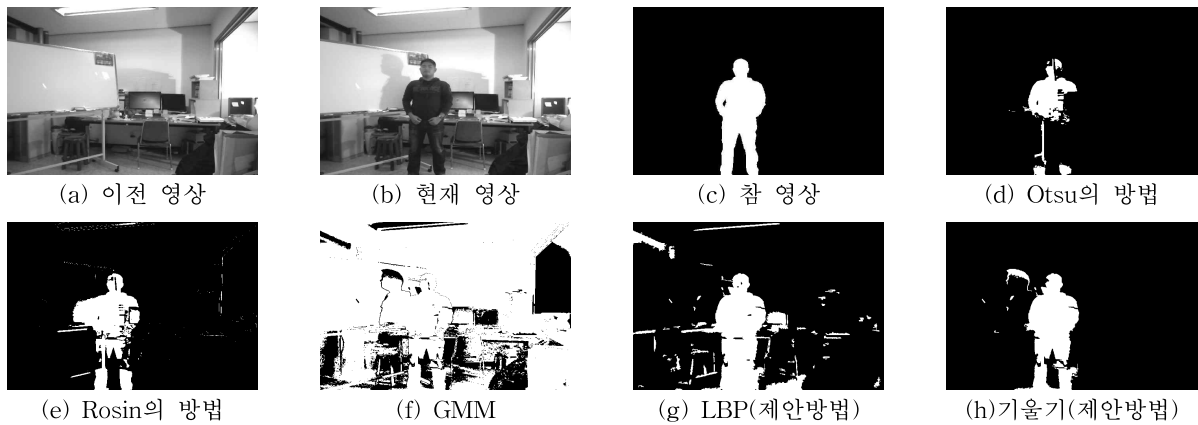 (a) 이전 영상
(b) 현재 영상
(c) 참 영상
(d) Otsu의 방법
(e) Rosin의 방법
(f) GMM
(g) LBP(제안방법)
(h)기울기(제안방법)